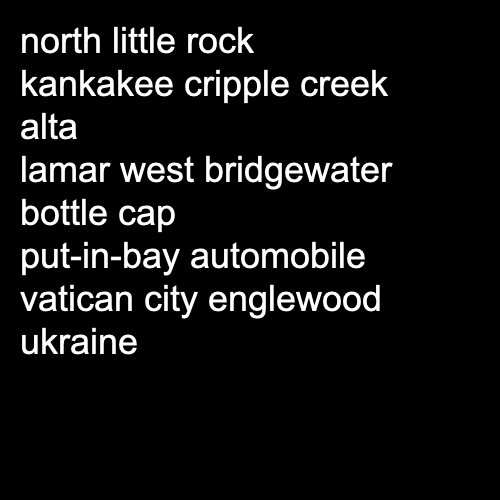 north little rock
kankakee cripple creek
alta
lamar west bridgewater
bottle cap
put-in-bay automobile
vatican city englewood
ukraine